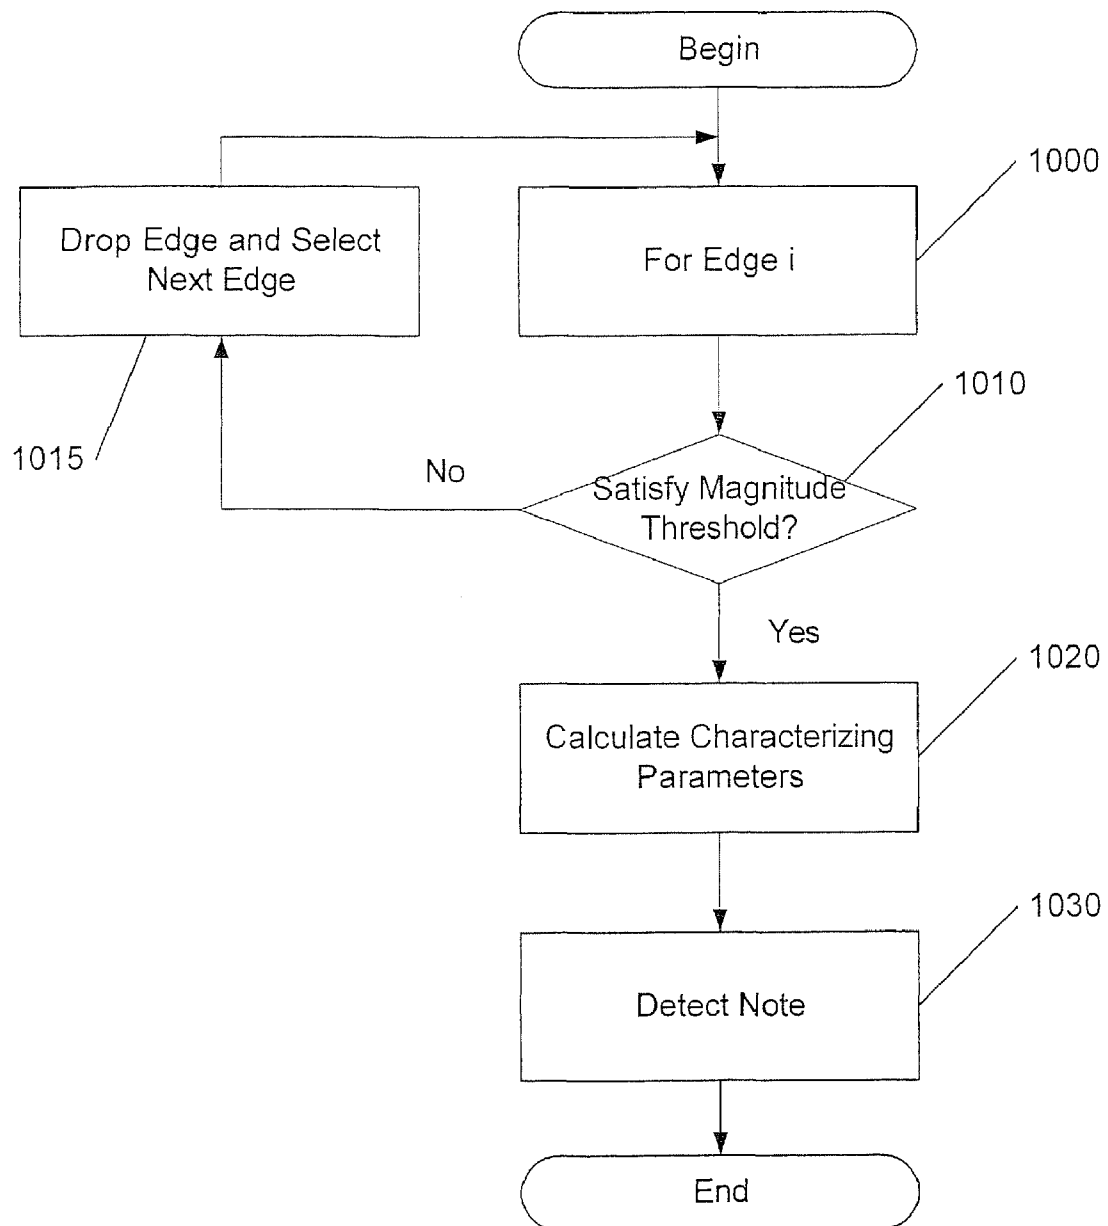 Begin
1000
Drop Edge and Select
Next Edge
For Edge i
1010
1015
No
Satisfy Magnitude
Threshold?
Yes
1020
Calculate Characterizing
Parameters
1030
Detect Note
End